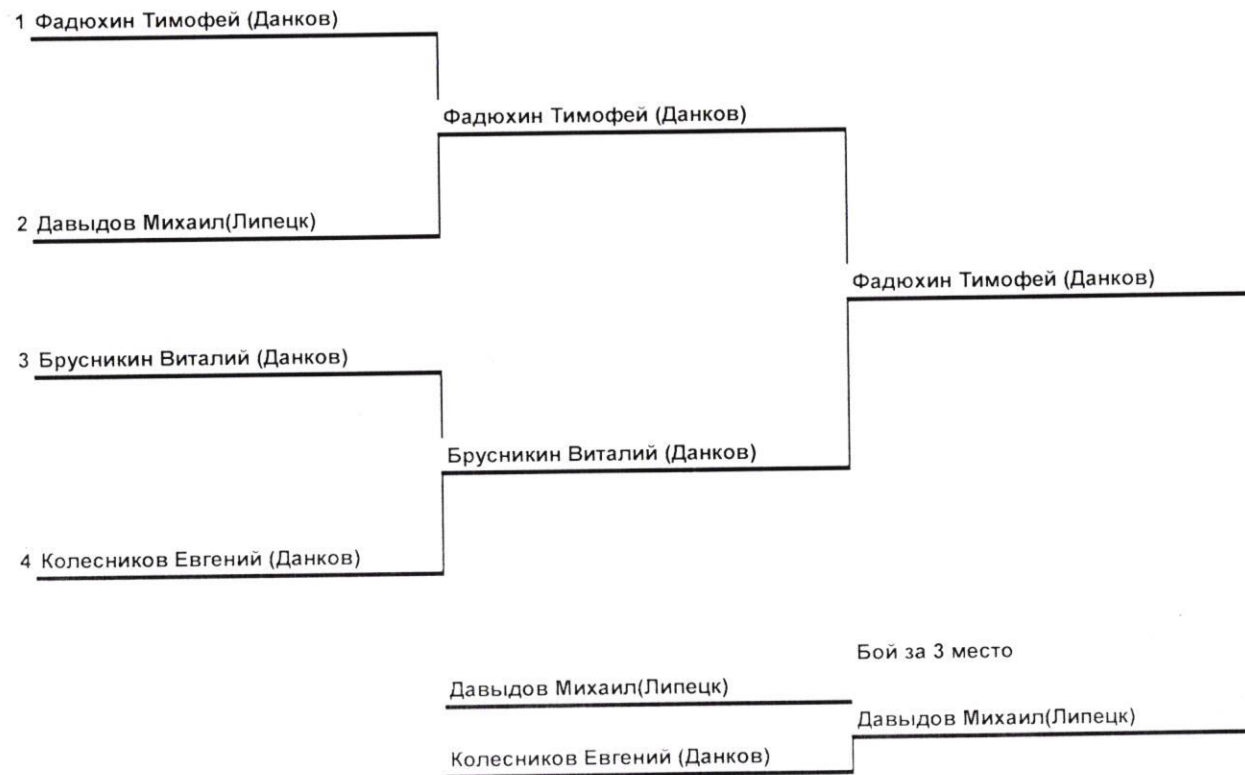 1 Фадюхин Тимофей (Данков)
Фадюхин Тимофей (Данков)
2 Давыдов Михаил(Липецк)
Фадюхин Тимофей (Данков)
3 Брусникин Виталий (Данков)
Брусникин Виталий (Данков)
4 Колесников Евгений (Данков)
Бой за 3 место
Давыдов Михаил(Липецк)
Давыдов Михаил(Липецк)
Колесников Евгений (Данков)